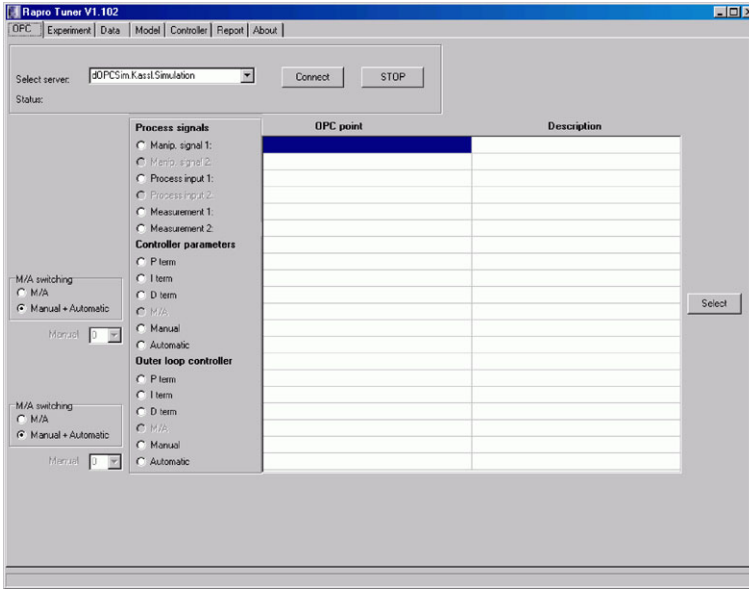 Rapro Tuner V1.102
OPC Experiment Data Model Controller Report About
Select server: dOPCSim.Kassl.Simulation Connect STOP
Status:
Process signals OPC point Description
Manip. signal 1:
Manip. signal 2:
Process input 1:
Process input 2:
Measurement 1:
Measurement 2:
Controller parameters
P term
M/A switching
I term
M/A
D term
Manual + Automatic
M/A
Select
Manual 0
Manual
Automatic
Outer loop controller
P term
I term
M/A switching
D term
M/A
M/A
Manual + Automatic
Manual
Manual 0
Automatic